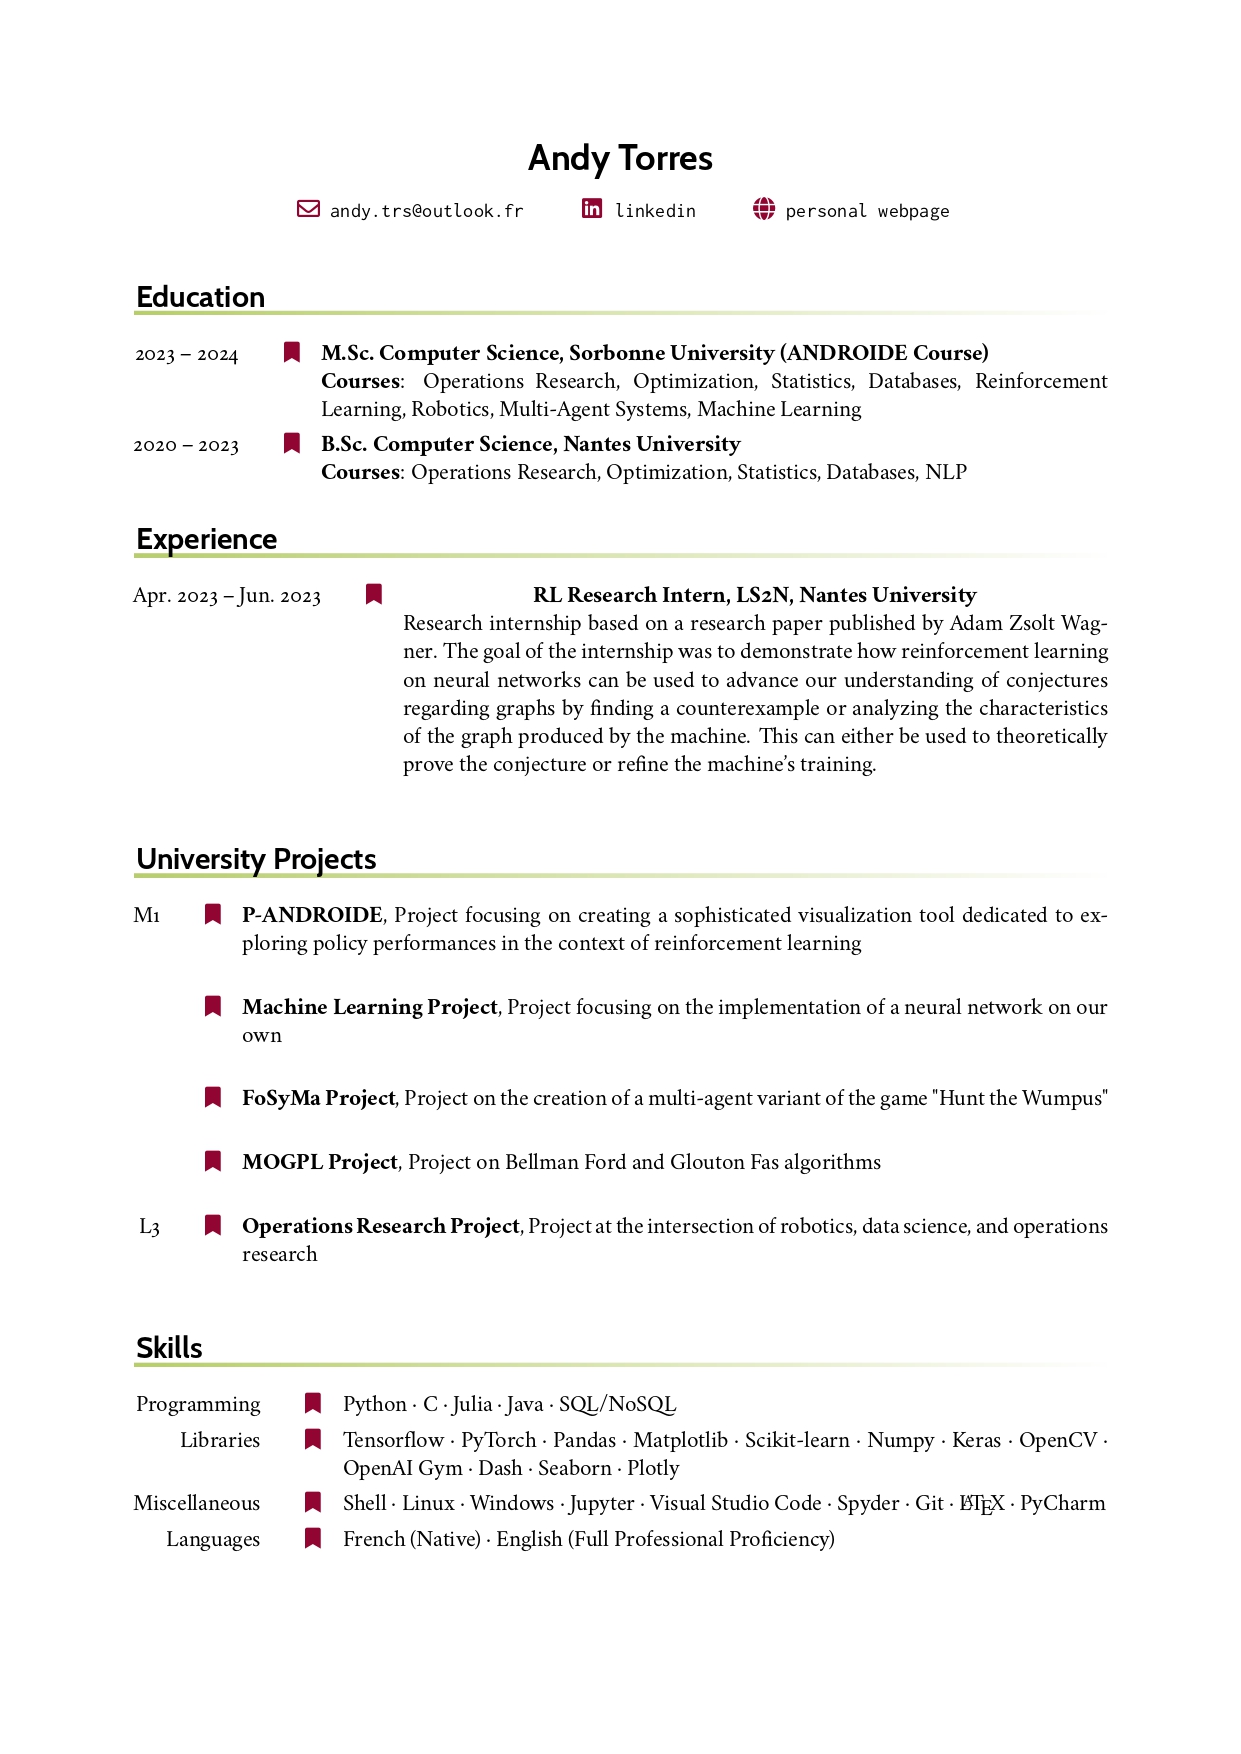 Andy Torres
andy.trs@outlook.fr linkedin personal webpage
Education
2023 – 2024 M.Sc. Computer Science, Sorbonne University (ANDROIDE Course)
Courses: Operations Research, Optimization, Statistics, Databases, Reinforcement
Learning, Robotics, Multi-Agent Systems, Machine Learning
2020 – 2023 B.Sc. Computer Science, Nantes University
Courses: Operations Research, Optimization, Statistics, Databases, NLP
Experience
Apr. 2023 – Jun. 2023 RL Research Intern, LS2N, Nantes University
Research internship based on a research paper published by Adam Zsolt Wag-
ner. The goal of the internship was to demonstrate how reinforcement learning
on neural networks can be used to advance our understanding of conjectures
regarding graphs by finding a counterexample or analyzing the characteristics
of the graph produced by the machine. This can either be used to theoretically
prove the conjecture or refine the machine's training.
University Projects
M1 P-ANDROIDE, Project focusing on creating a sophisticated visualization tool dedicated to ex-
ploring policy performances in the context of reinforcement learning
Machine Learning Project, Project focusing on the implementation of a neural network on our
own
FoSyMa Project, Project on the creation of a multi-agent variant of the game "Hunt the Wumpus"
MOGPL Project, Project on Bellman Ford and Glouton Fas algorithms
L3 Operations Research Project, Project at the intersection of robotics, data science, and operations
research
Skills
Programming Python · C · Julia · Java · SQL/NoSQL
Libraries Tensorflow · PyTorch · Pandas · Matplotlib · Scikit-learn · Numpy · Keras · OpenCV ·
OpenAI Gym · Dash · Seaborn · Plotly
Miscellaneous Shell · Linux · Windows · Jupyter · Visual Studio Code · Spyder · Git · LATEX · PyCharm
Languages French (Native) · English (Full Professional Proficiency)